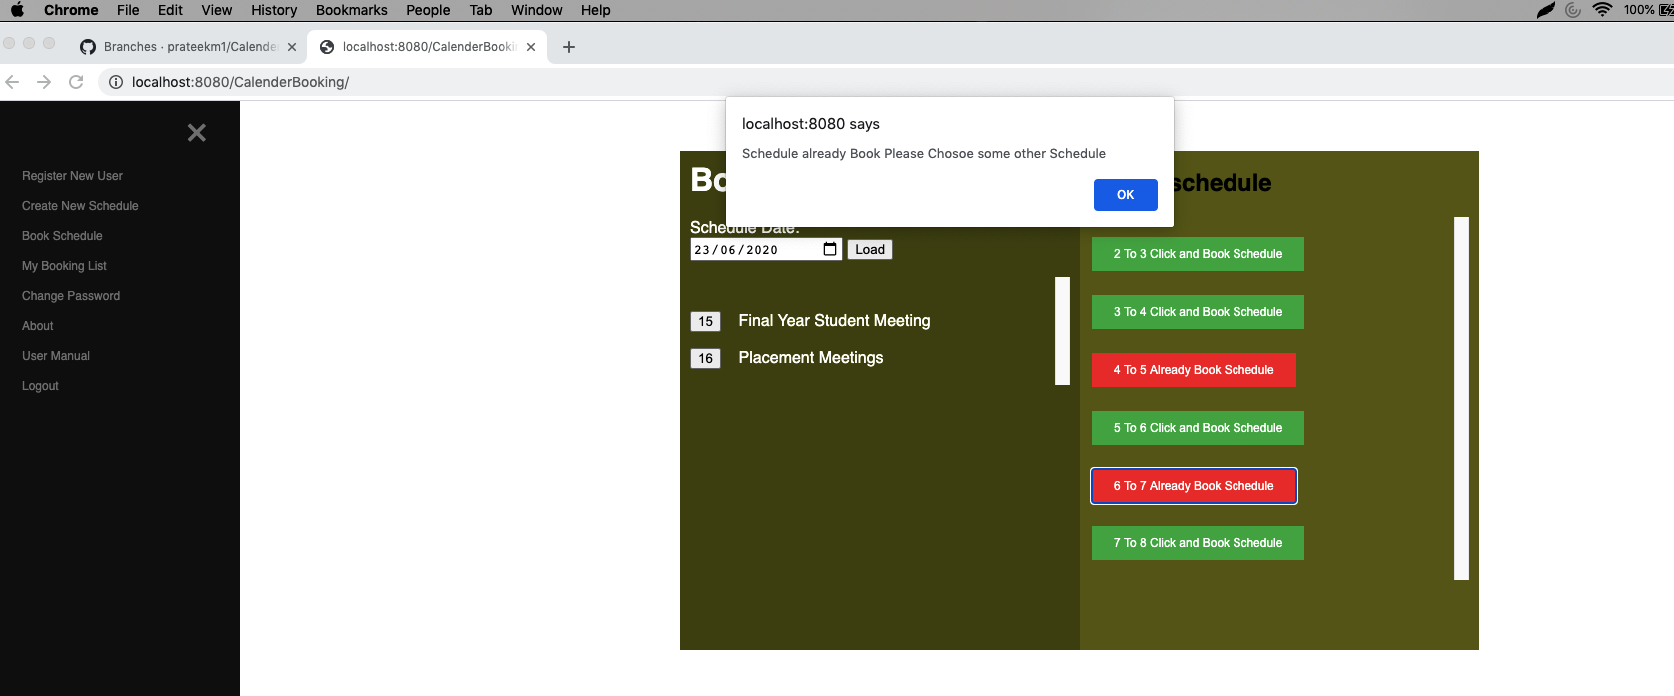 Chrome File Edit View History Bookmarks People Tab Window Help 100%
Branches · prateekm1/Calende
localhost:8080/CalenderBooki
localhost:8080/CalenderBooking/
localhost:8080 says
Schedule already Book Please Chosoe some other Schedule
OK
Register New User
Create New Schedule
Book Schedule
My Booking List
Change Password
About
User Manual
Logout
Schedule Date:
23/06/2020 Load
15 Final Year Student Meeting
16 Placement Meetings
schedule
2 To 3 Click and Book Schedule
3 To 4 Click and Book Schedule
4 To 5 Already Book Schedule
5 To 6 Click and Book Schedule
6 To 7 Already Book Schedule
7 To 8 Click and Book Schedule